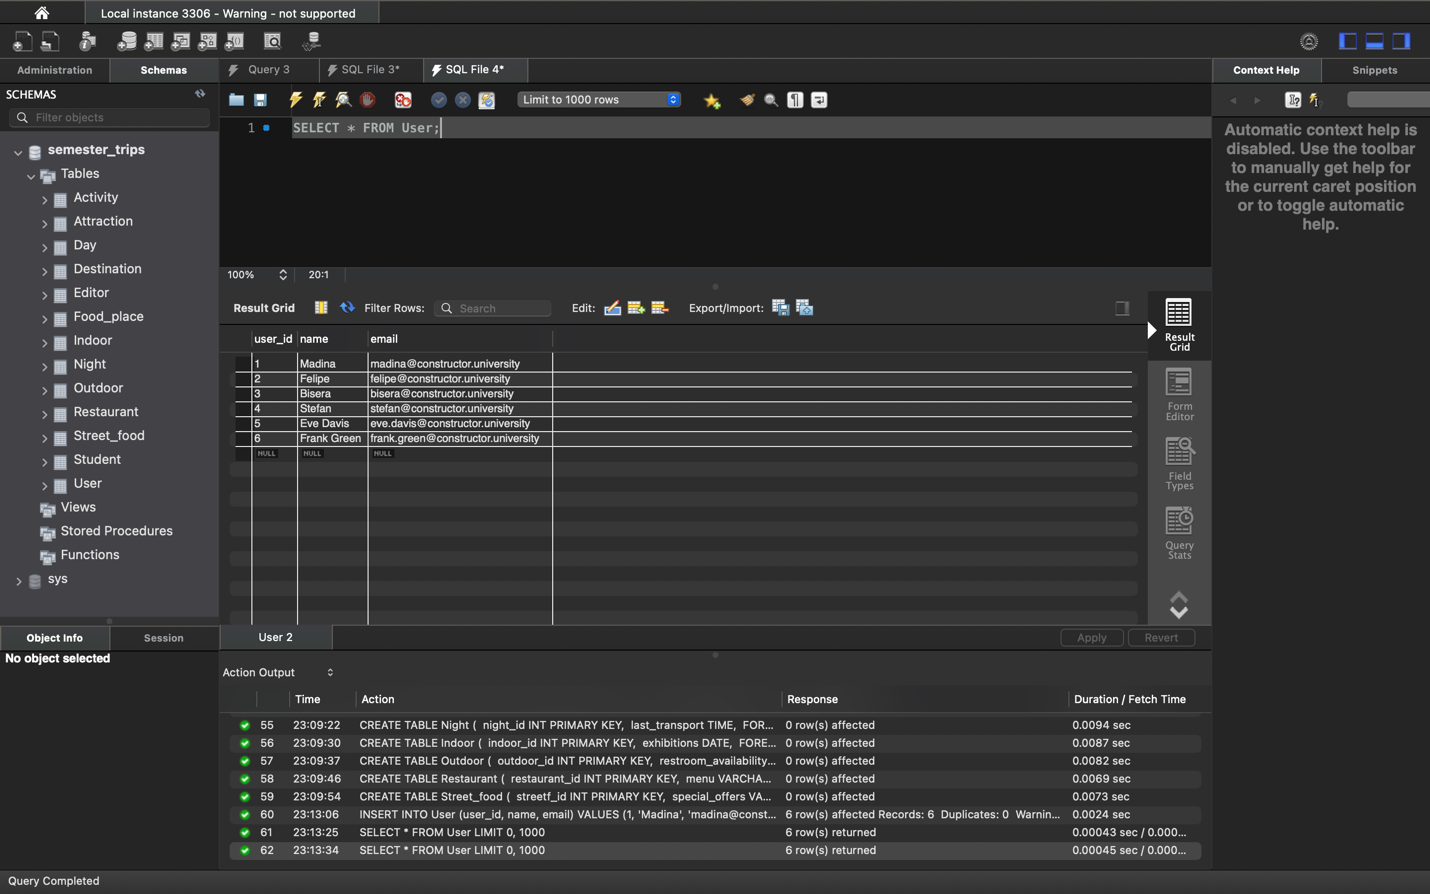 Local instance 3306 - Warning - not supported
Administration
Schemas
Query 3
SQL File 3*
SQL File 4*
Context Help
Snippets
SCHEMAS
Filter objects
Limit to 1000 rows
1
SELECT * FROM User;
semester_trips
Tables
Activity
Attraction
Day
Destination
Editor
Food_place
Indoor
Night
Outdoor
Restaurant
Street_food
Student
User
Views
Stored Procedures
Functions
sys
Automatic context help is
disabled. Use the toolbar
to manually get help for
the current caret position
or to toggle automatic
help.
100%
20:1
Result Grid
Filter Rows:
Search
Edit:
Export/Import:
user_id name email
1 Madina madina@constructor.university
2 Felipe felipe@constructor.university
3 Bisera bisera@constructor.university
4 Stefan stefan@constructor.university
5 Eve Davis eve.davis@constructor.university
6 Frank Green frank.green@constructor.university
NULL NULL NULL
Result
Grid
Form
Editor
Field
Types
Query
Stats
Object Info
Session
No object selected
User 2
Apply
Revert
Action Output
Time Action Response Duration / Fetch Time
55 23:09:22 CREATE TABLE Night ( night_id INT PRIMARY KEY, last_transport TIME, FOR... 0 row(s) affected 0.0094 sec
56 23:09:30 CREATE TABLE Indoor ( indoor_id INT PRIMARY KEY, exhibitions DATE, FORE... 0 row(s) affected 0.0087 sec
57 23:09:37 CREATE TABLE Outdoor ( outdoor_id INT PRIMARY KEY, restroom_availability... 0 row(s) affected 0.0082 sec
58 23:09:46 CREATE TABLE Restaurant ( restaurant_id INT PRIMARY KEY, menu VARCHA... 0 row(s) affected 0.0069 sec
59 23:09:54 CREATE TABLE Street_food ( streetf_id INT PRIMARY KEY, special_offers VA... 0 row(s) affected 0.0073 sec
60 23:13:06 INSERT INTO User (user_id, name, email) VALUES (1, 'Madina', 'madina@const... 6 row(s) affected Records: 6 Duplicates: 0 Warnin... 0.0024 sec
61 23:13:25 SELECT * FROM User LIMIT 0, 1000 6 row(s) returned 0.00043 sec / 0.000...
62 23:13:34 SELECT * FROM User LIMIT 0, 1000 6 row(s) returned 0.00045 sec / 0.000...
Query Completed